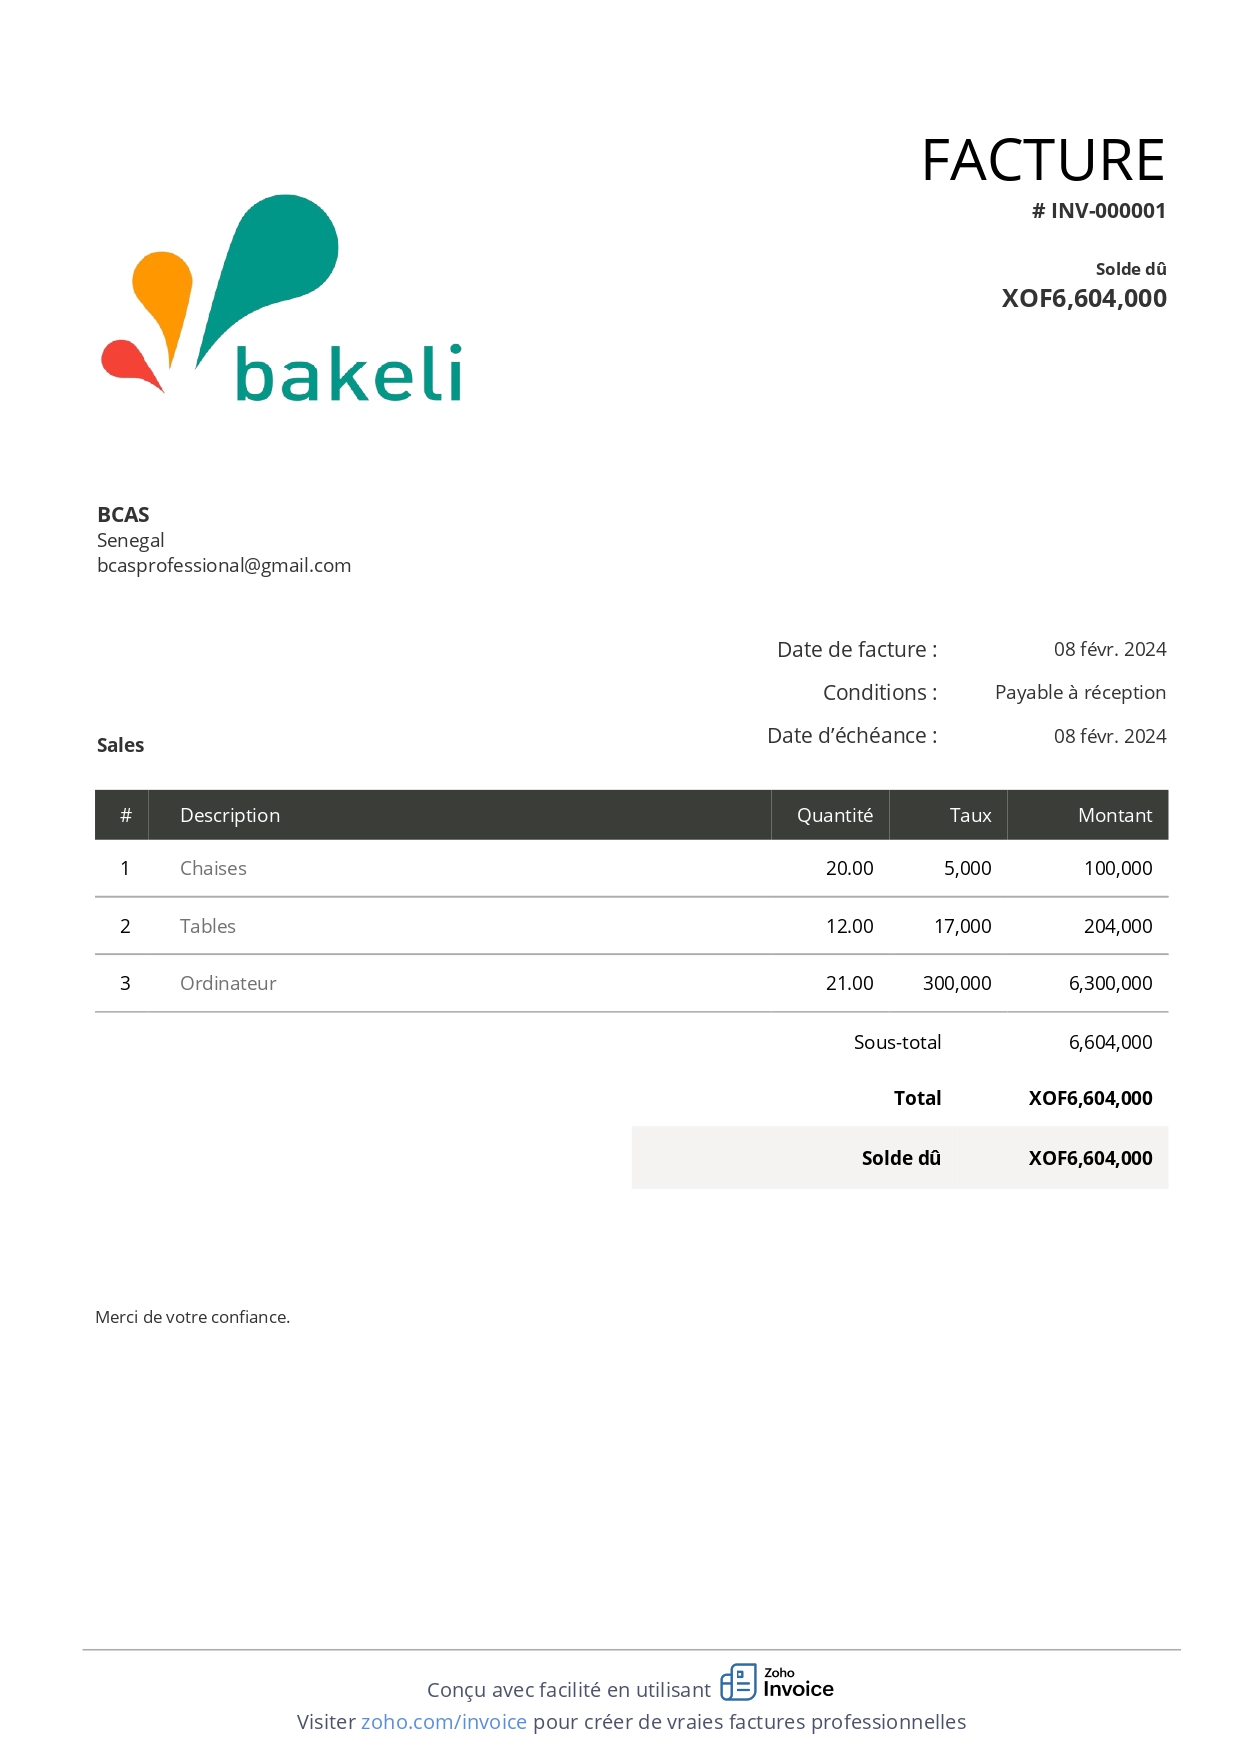 FACTURE
# INV-000001
Solde dû
XOF6,604,000
bakeli
BCAS
Senegal
bcasprofessional@gmail.com
Date de facture : 08 févr. 2024
Conditions : Payable à réception
Date d’échéance : 08 févr. 2024
Sales
# Description Quantité Taux Montant
1 Chaises 20.00 5,000 100,000
2 Tables 12.00 17,000 204,000
3 Ordinateur 21.00 300,000 6,300,000
Sous-total 6,604,000
Total XOF6,604,000
Solde dû XOF6,604,000
Merci de votre confiance.
Conçu avec facilité en utilisant Zoho Invoice
Visiter zoho.com/invoice pour créer de vraies factures professionnelles